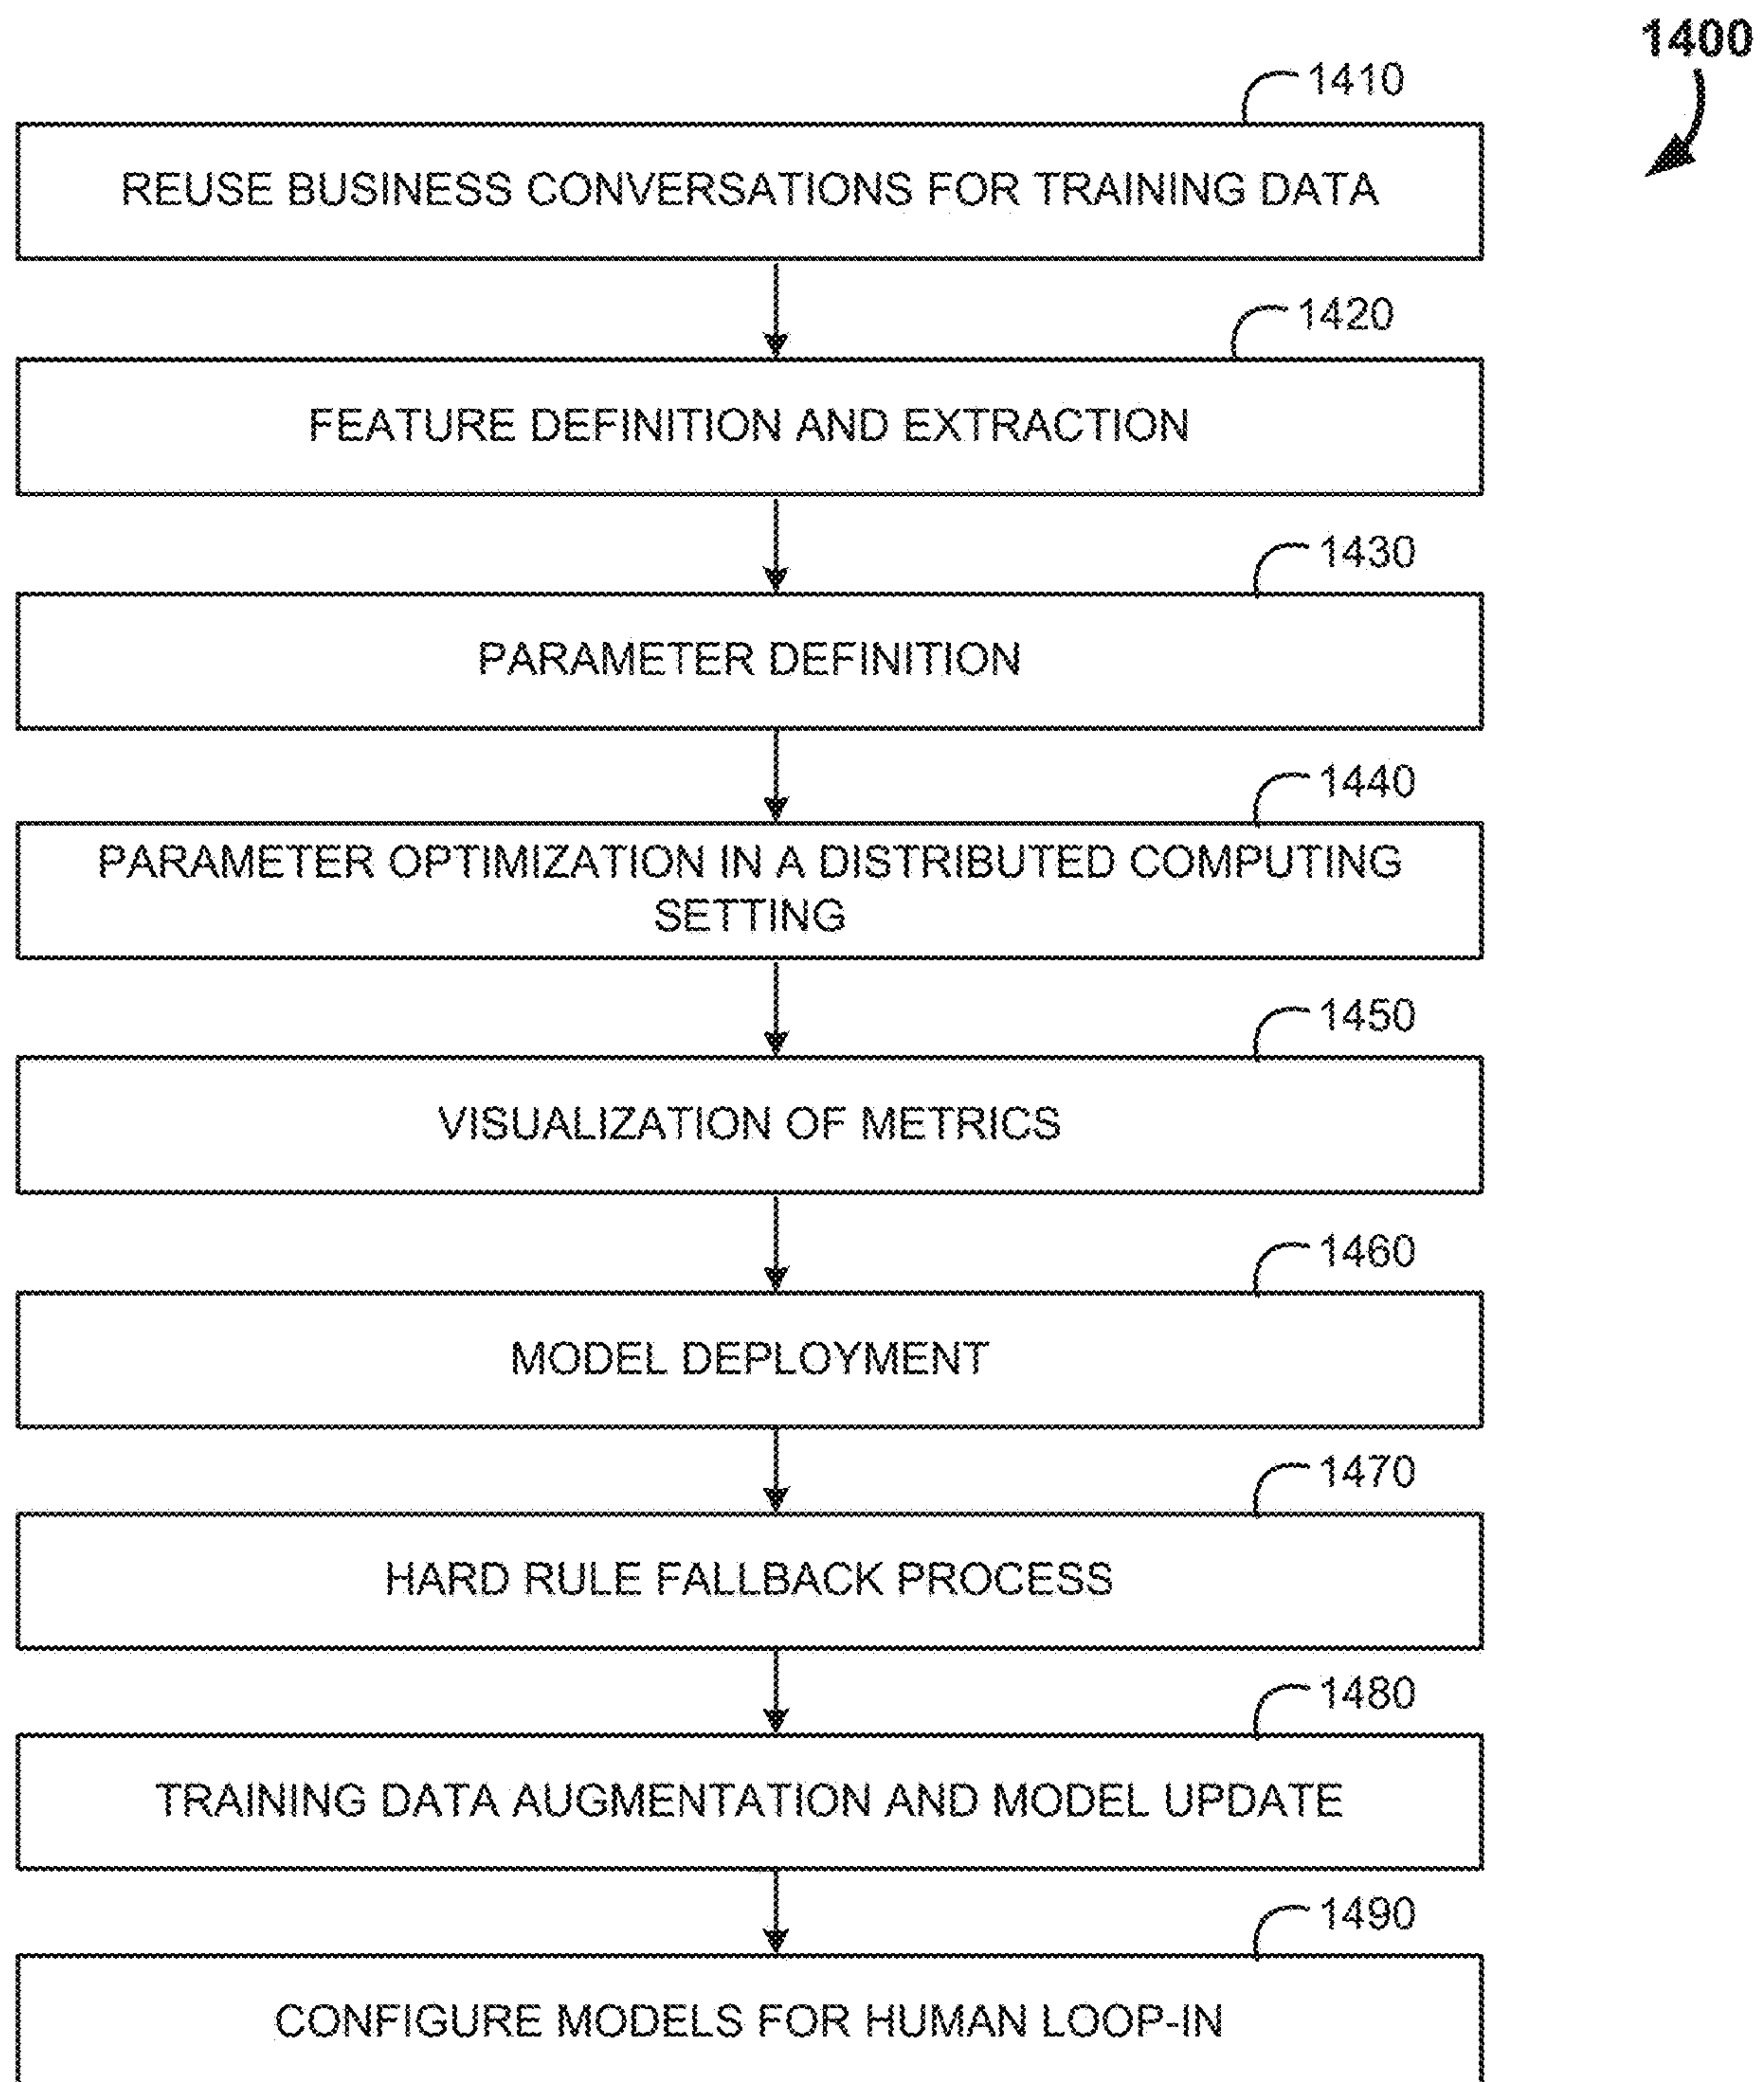 1400
1410
REUSE BUSINESS CONVERSATIONS FOR TRAINING DATA
1420
FEATURE DEFINITION AND EXTRACTION
1430
PARAMETER DEFINITION
1440
PARAMETER OPTIMIZATION IN A DISTRIBUTED COMPUTING
SETTING
1450
VISUALIZATION OF METRICS
1460
MODEL DEPLOYMENT
1470
HARD RULE FALLBACK PROCESS
1480
TRAINING DATA AUGMENTATION AND MODEL UPDATE
1490
CONFIGURE MODELS FOR HUMAN LOOP-IN